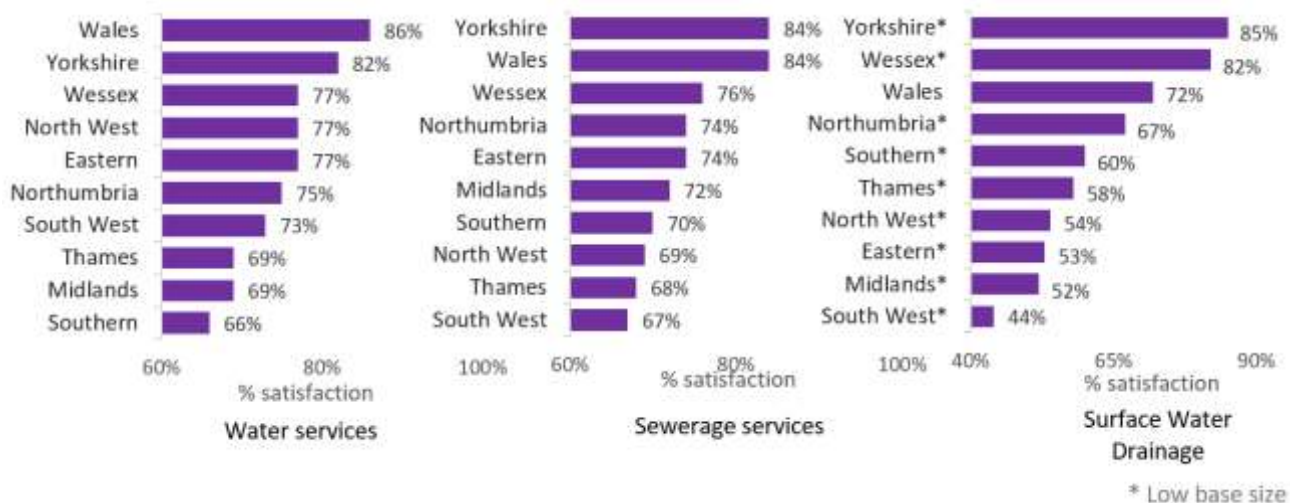 Wales 86%
Yorkshire 82%
Wessex 77%
North West 77%
Eastern 77%
Northumbria 75%
South West 73%
Thames 69%
Midlands 69%
Southern 66%
60% 80% 100%
% satisfaction
Water services
Yorkshire 84%
Wales 84%
Wessex 76%
Northumbria 74%
Eastern 74%
Midlands 72%
Southern 70%
North West 69%
Thames 68%
South West 67%
60% 80% 100%
% satisfaction
Sewerage services
Yorkshire* 85%
Wessex* 82%
Wales 72%
Northumbria* 67%
Southern* 60%
Thames* 58%
North West* 54%
Eastern* 53%
Midlands* 52%
South West* 44%
40% 65% 90%
% satisfaction
Surface Water
Drainage
* Low base size